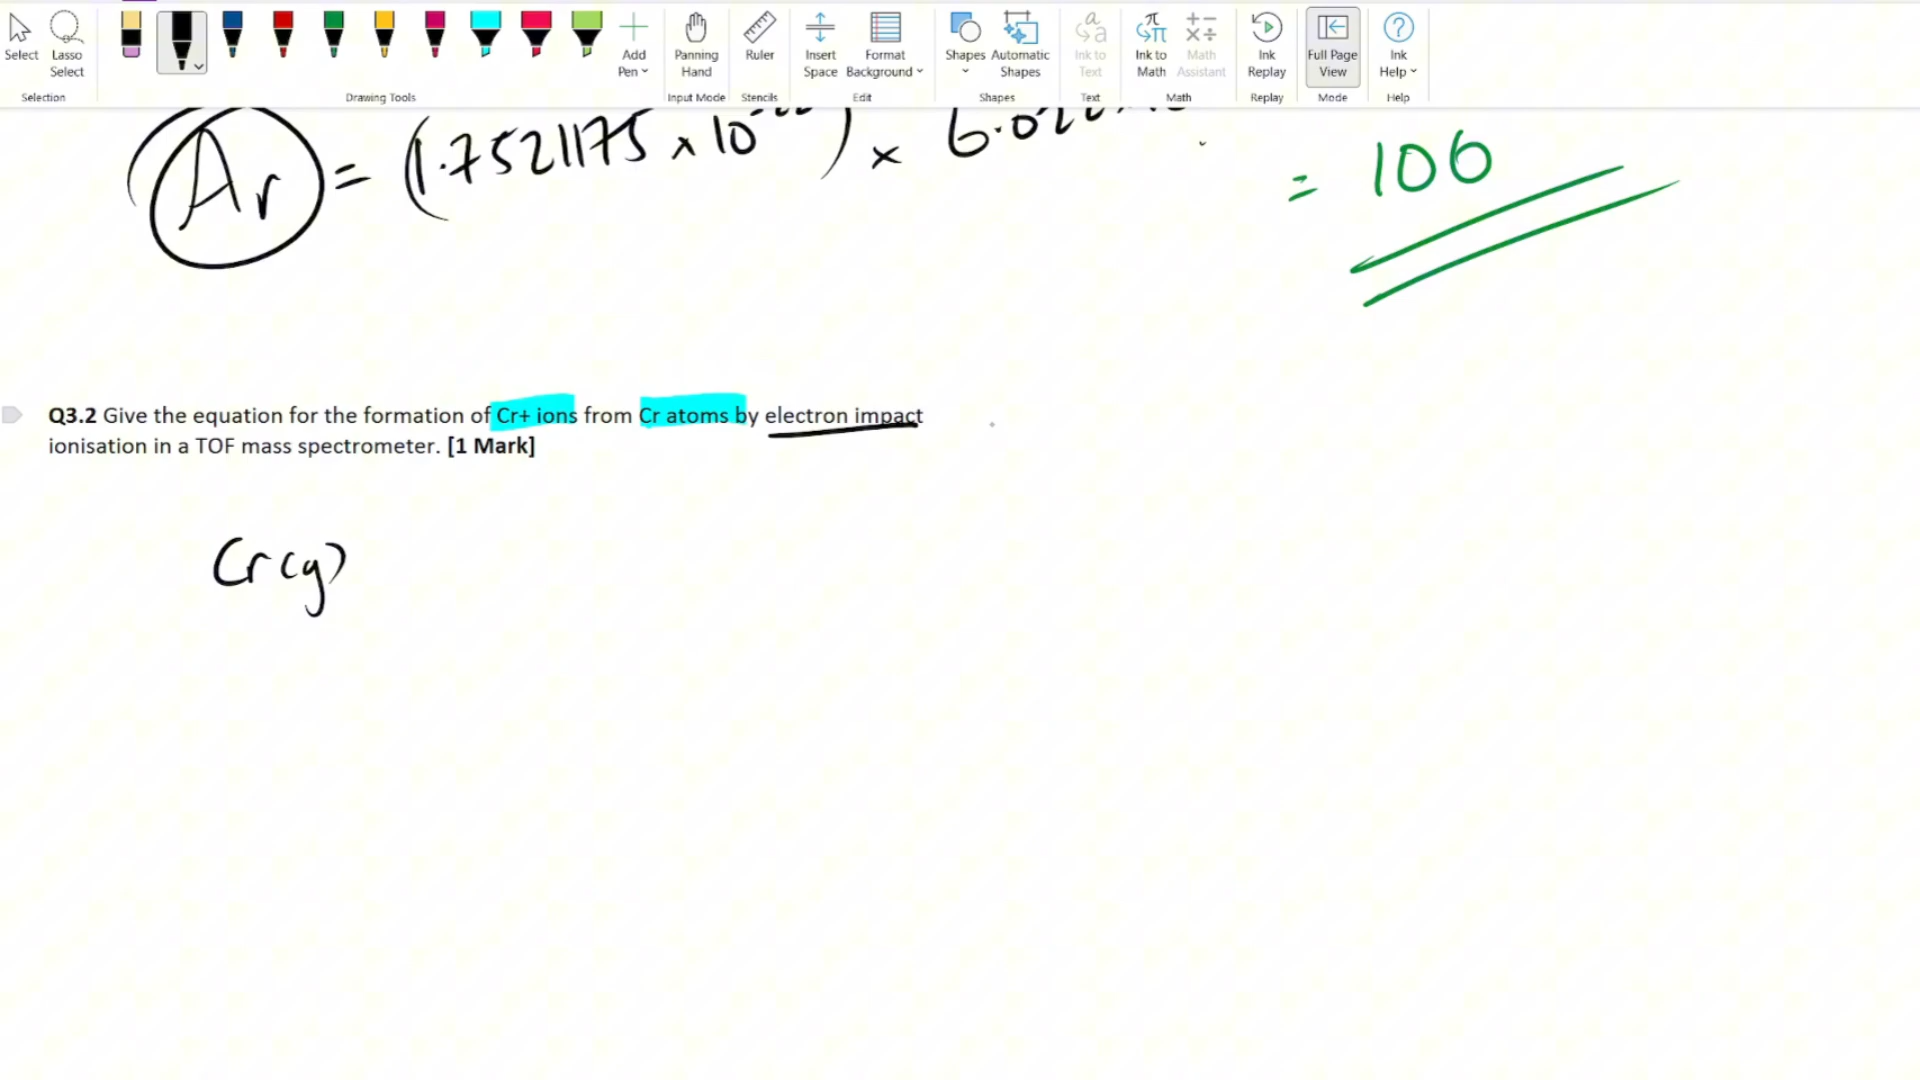 Select
Lasso Select
Add Pen
Panning Hand
Ruler
Insert Space
Format Background
Shapes
Automatic Shapes
Ink to Text
Ink to Math
Math Assistant
Ink Replay
Full Page View
Ink Help
Selection
Drawing Tools
Input Mode
Stencils
Edit
Shapes
Text
Math
Replay
Mode
Help
Ar = (1.7521175 × 10 ) × 6.02
= 106
Q3.2 Give the equation for the formation of Cr+ ions from Cr atoms by electron impact
ionisation in a TOF mass spectrometer. [1 Mark]
Cr(g)